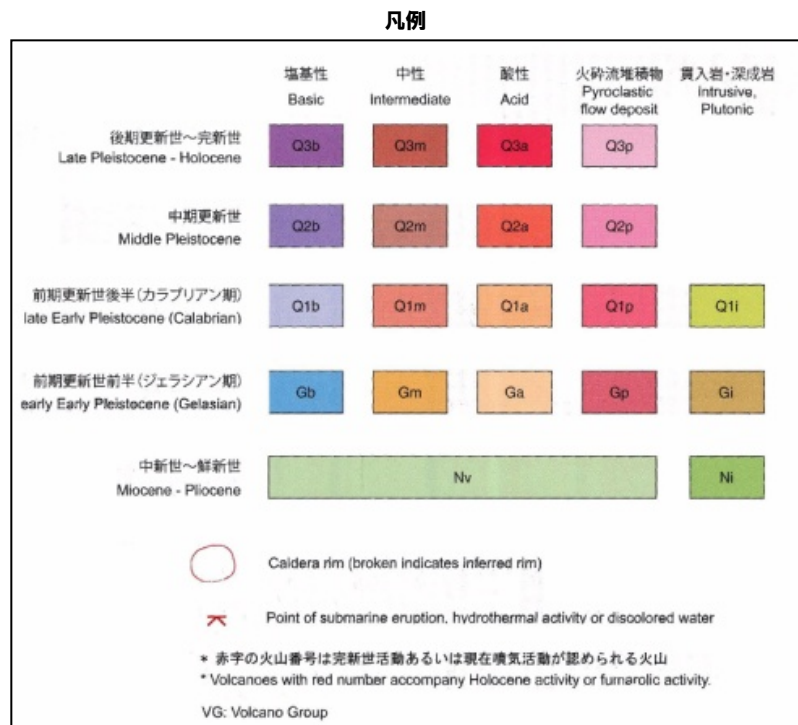 凡例
塩基性 中性 酸性 火砕流堆積物 貫入岩・深成岩
Basic Intermediate Acid Pyroclastic flow deposit Intrusive, Plutonic
後期更新世～完新世
Late Pleistocene - Holocene
Q3b Q3m Q3a Q3p
中期更新世
Middle Pleistocene
Q2b Q2m Q2a Q2p
前期更新世後半(カラブリアン期)
late Early Pleistocene (Calabrian)
Q1b Q1m Q1a Q1p Q1i
前期更新世前半(ジェラシアン期)
early Early Pleistocene (Gelasian)
Gb Gm Ga Gp Gi
中新世～鮮新世
Miocene - Pliocene
Nv Ni
Caldera rim (broken indicates inferred rim)
Point of submarine eruption, hydrothermal activity or discolored water
* 赤字の火山番号は完新世活動あるいは現在噴気活動が認められる火山
* Volcanoes with red number accompany Holocene activity or fumarolic activity.
VG: Volcano Group